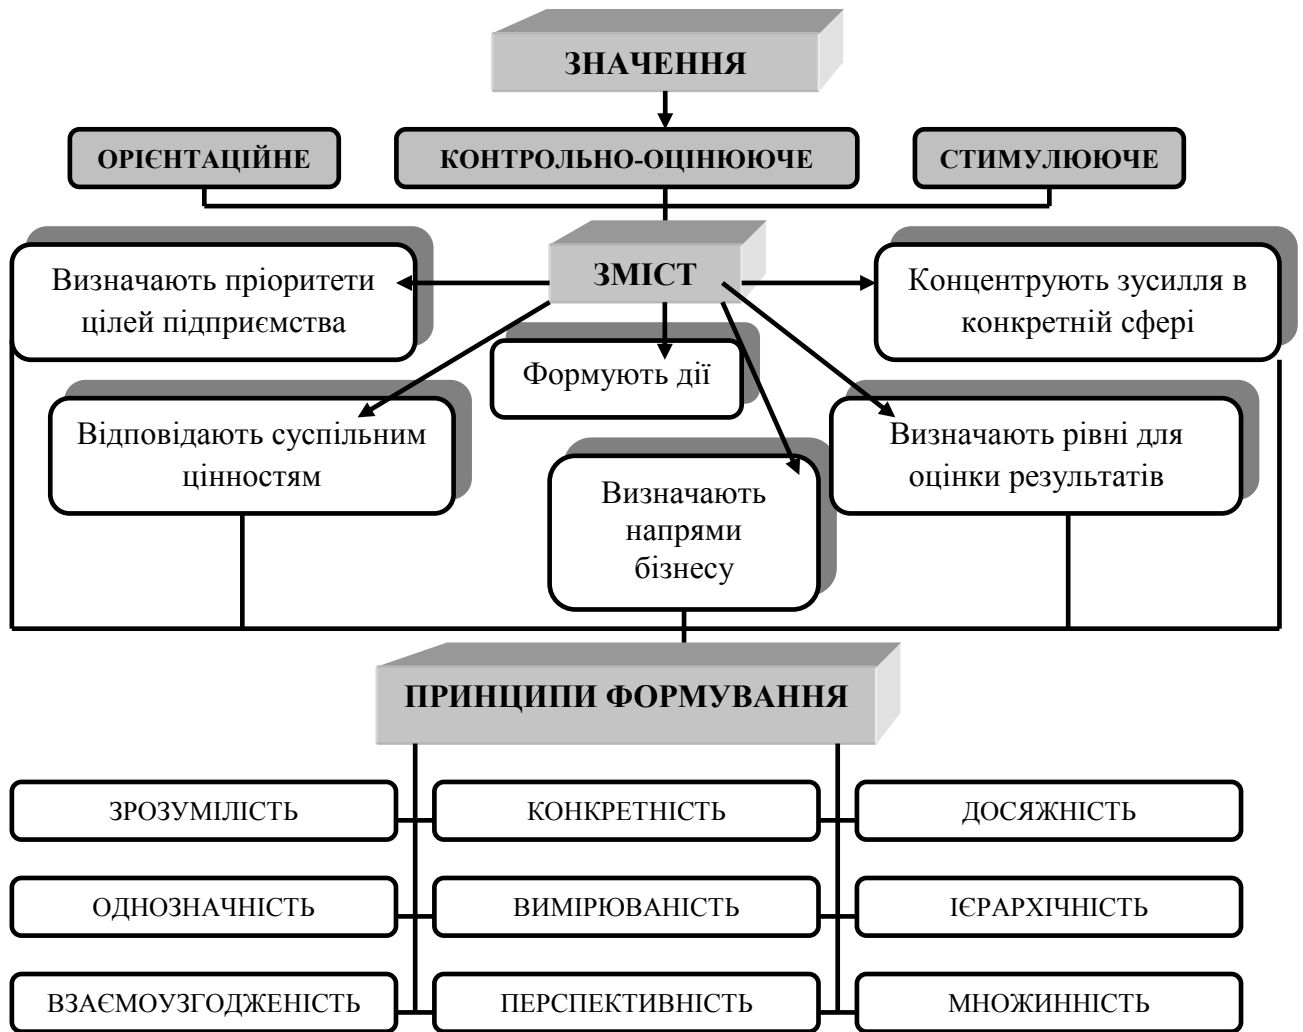 ЗНАЧЕННЯ
ОРІЄНТАЦІЙНЕ
КОНТРОЛЬНО-ОЦІНЮЮЧЕ
СТИМУЛЮЮЧЕ
ЗМІСТ
Визначають пріоритети
цілей підприємства
Концентрують зусилля в
конкретній сфері
Формують дії
Відповідають суспільним
цінностям
Визначають рівні для
оцінки результатів
Визначають
напрями
бізнесу
ПРИНЦИПИ ФОРМУВАННЯ
ЗРОЗУМІЛІСТЬ
КОНКРЕТНІСТЬ
ДОСЯЖНІСТЬ
ОДНОЗНАЧНІСТЬ
ВИМІРЮВАНІСТЬ
ІЄРАРХІЧНІСТЬ
ВЗАЄМОУЗГОДЖЕНІСТЬ
ПЕРСПЕКТИВНІСТЬ
МНОЖИННІСТЬ